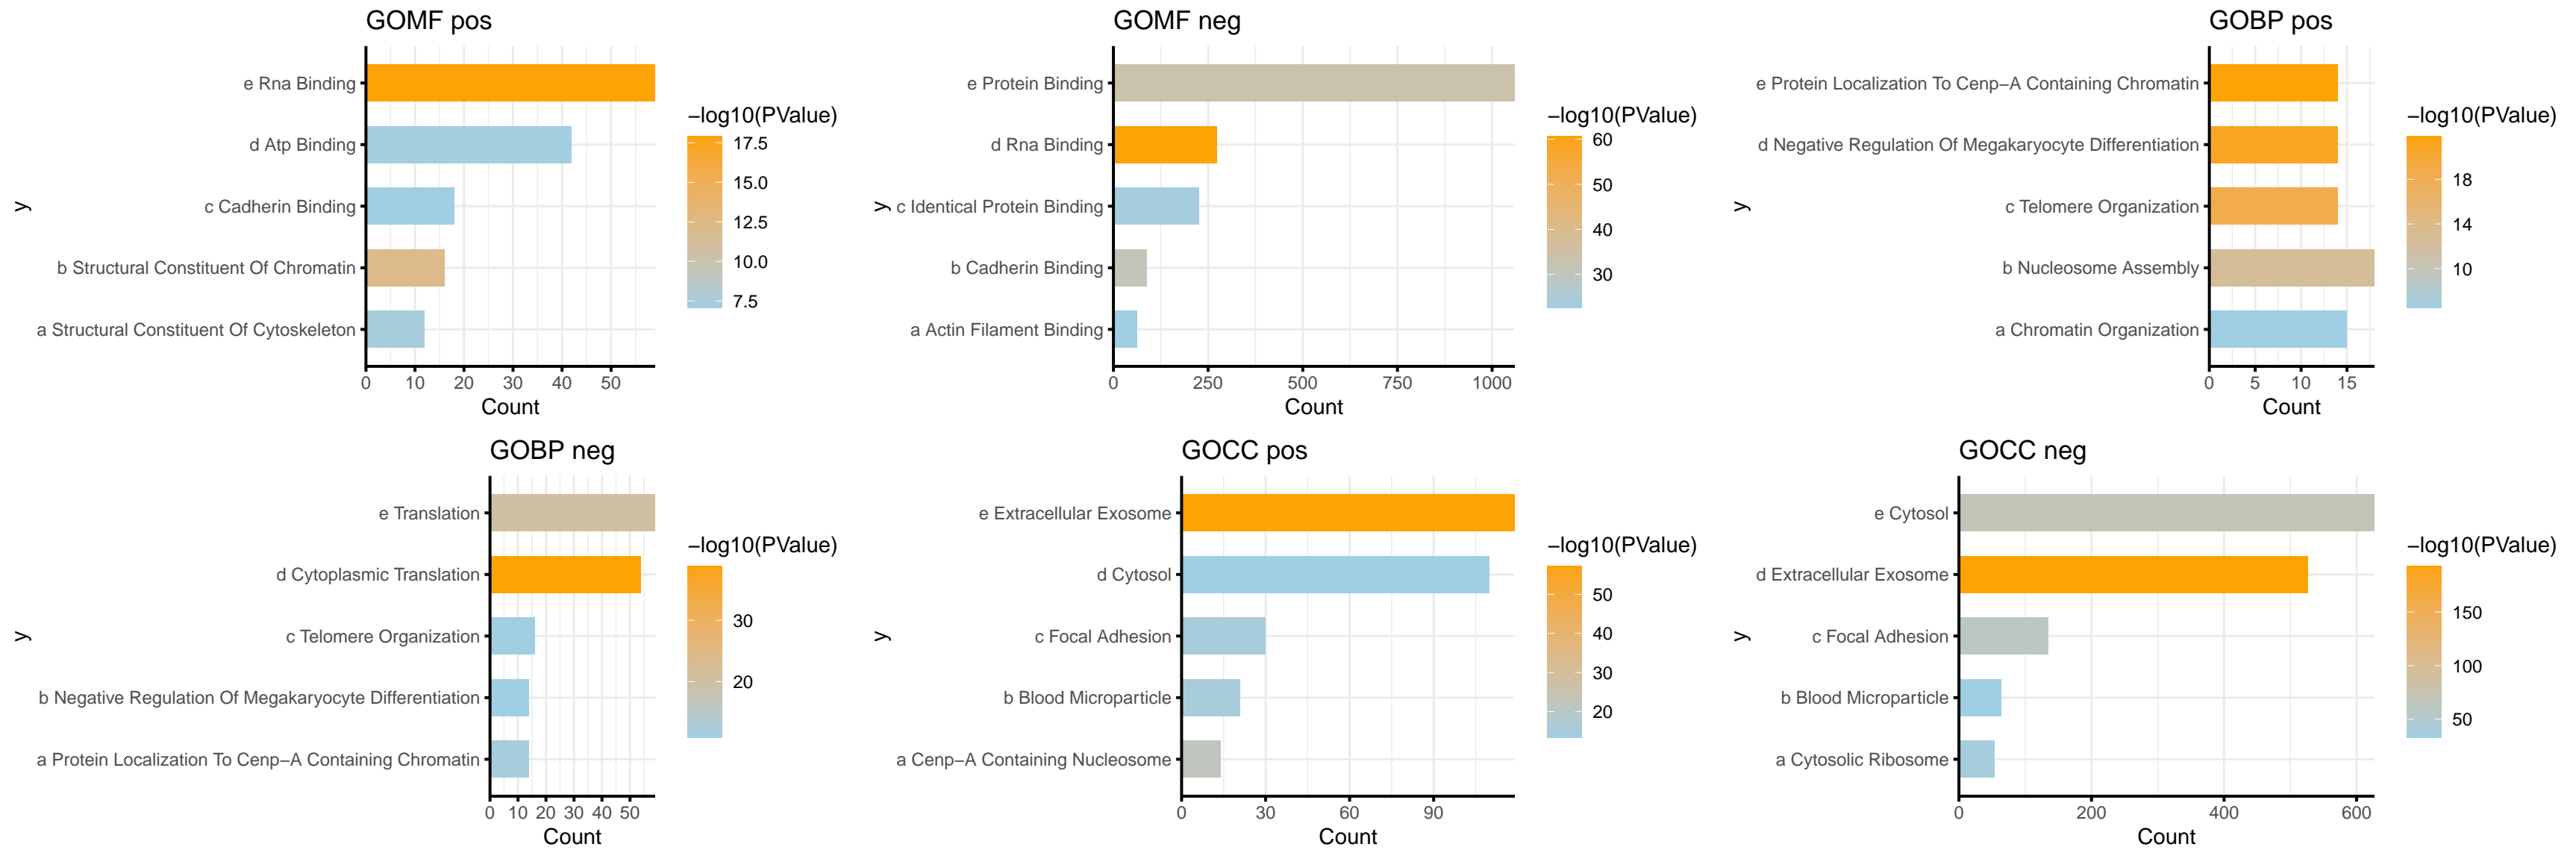 GOMF pos
e Rna Binding
d Atp Binding
c Cadherin Binding
b Structural Constituent Of Chromatin
a Structural Constituent Of Cytoskeleton
y
0 10 20 30 40 50
Count
−log10(PValue)
17.5
15.0
12.5
10.0
7.5
GOMF neg
e Protein Binding
d Rna Binding
c Identical Protein Binding
b Cadherin Binding
a Actin Filament Binding
y
0 250 500 750 1000
Count
−log10(PValue)
60
50
40
30
GOBP pos
e Protein Localization To Cenp−A Containing Chromatin
d Negative Regulation Of Megakaryocyte Differentiation
c Telomere Organization
b Nucleosome Assembly
a Chromatin Organization
y
0 5 10 15
Count
−log10(PValue)
18
14
10
GOBP neg
e Translation
d Cytoplasmic Translation
c Telomere Organization
b Negative Regulation Of Megakaryocyte Differentiation
a Protein Localization To Cenp−A Containing Chromatin
y
0 10 20 30 40 50
Count
−log10(PValue)
30
20
GOCC pos
e Extracellular Exosome
d Cytosol
c Focal Adhesion
b Blood Microparticle
a Cenp−A Containing Nucleosome
y
0 30 60 90
Count
−log10(PValue)
50
40
30
20
GOCC neg
e Cytosol
d Extracellular Exosome
c Focal Adhesion
b Blood Microparticle
a Cytosolic Ribosome
y
0 200 400 600
Count
−log10(PValue)
150
100
50